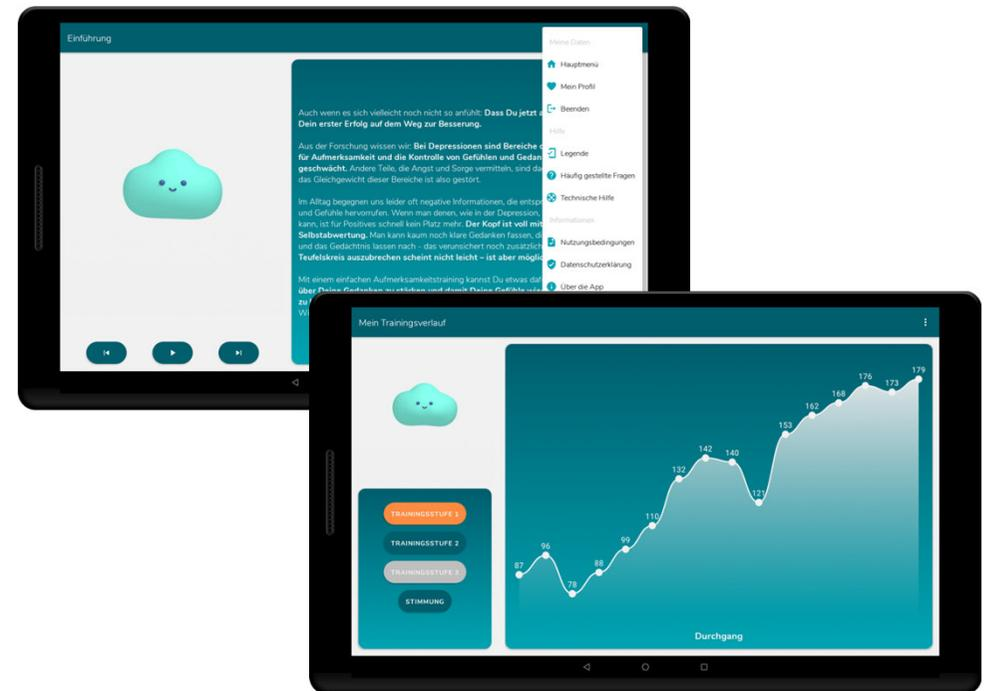 Einführung
Auch wenn es sich vielleicht noch nicht so anfühlt: Dass Du jetzt
Dein erster Erfolg auf dem Weg zur Besserung.
Aus der Forschung wissen wir: Bei Depressionen sind Bereiche
für Aufmerksamkeit und die Kontrolle von Gefühlen und
geschwächt. Andere Teile, die Angst und Sorge vermitteln, sind
das Gleichgewicht dieser Bereiche ist also gestört.
Im Alltag begegnen uns leider oft negative Informationen, die
und Gefühle hervorrufen. Wenn man denen, wie in der Depression,
kann, ist für Positives schnell kein Platz mehr. Der Kopf ist voll mit
Selbstabwertung. Man kann kaum noch klare Gedanken fassen,
und das Gedächtnis lassen nach - das verunsichert noch
Teufelskreis auszubrechen scheint nicht leicht – ist aber
Mit einem einfachen Aufmerksamkeitstraining kannst Du etwas
über Deine Gedanken zu stärken und damit Deine Gefühle
zu
Meine Daten
Hauptmenü
Mein Profil
Beenden
Hilfe
Legende
Häufig gestellte Fragen
Technische Hilfe
Informationen
Nutzungsbedingungen
Datenschutzerklärung
Über die App
Mein Trainingsverlauf
TRAININGSSTUFE 1
TRAININGSSTUFE 2
TRAININGSSTUFE 3
STIMMUNG
87
96
78
88
99
110
132
142
140
121
153
162
168
176
173
179
Durchgang